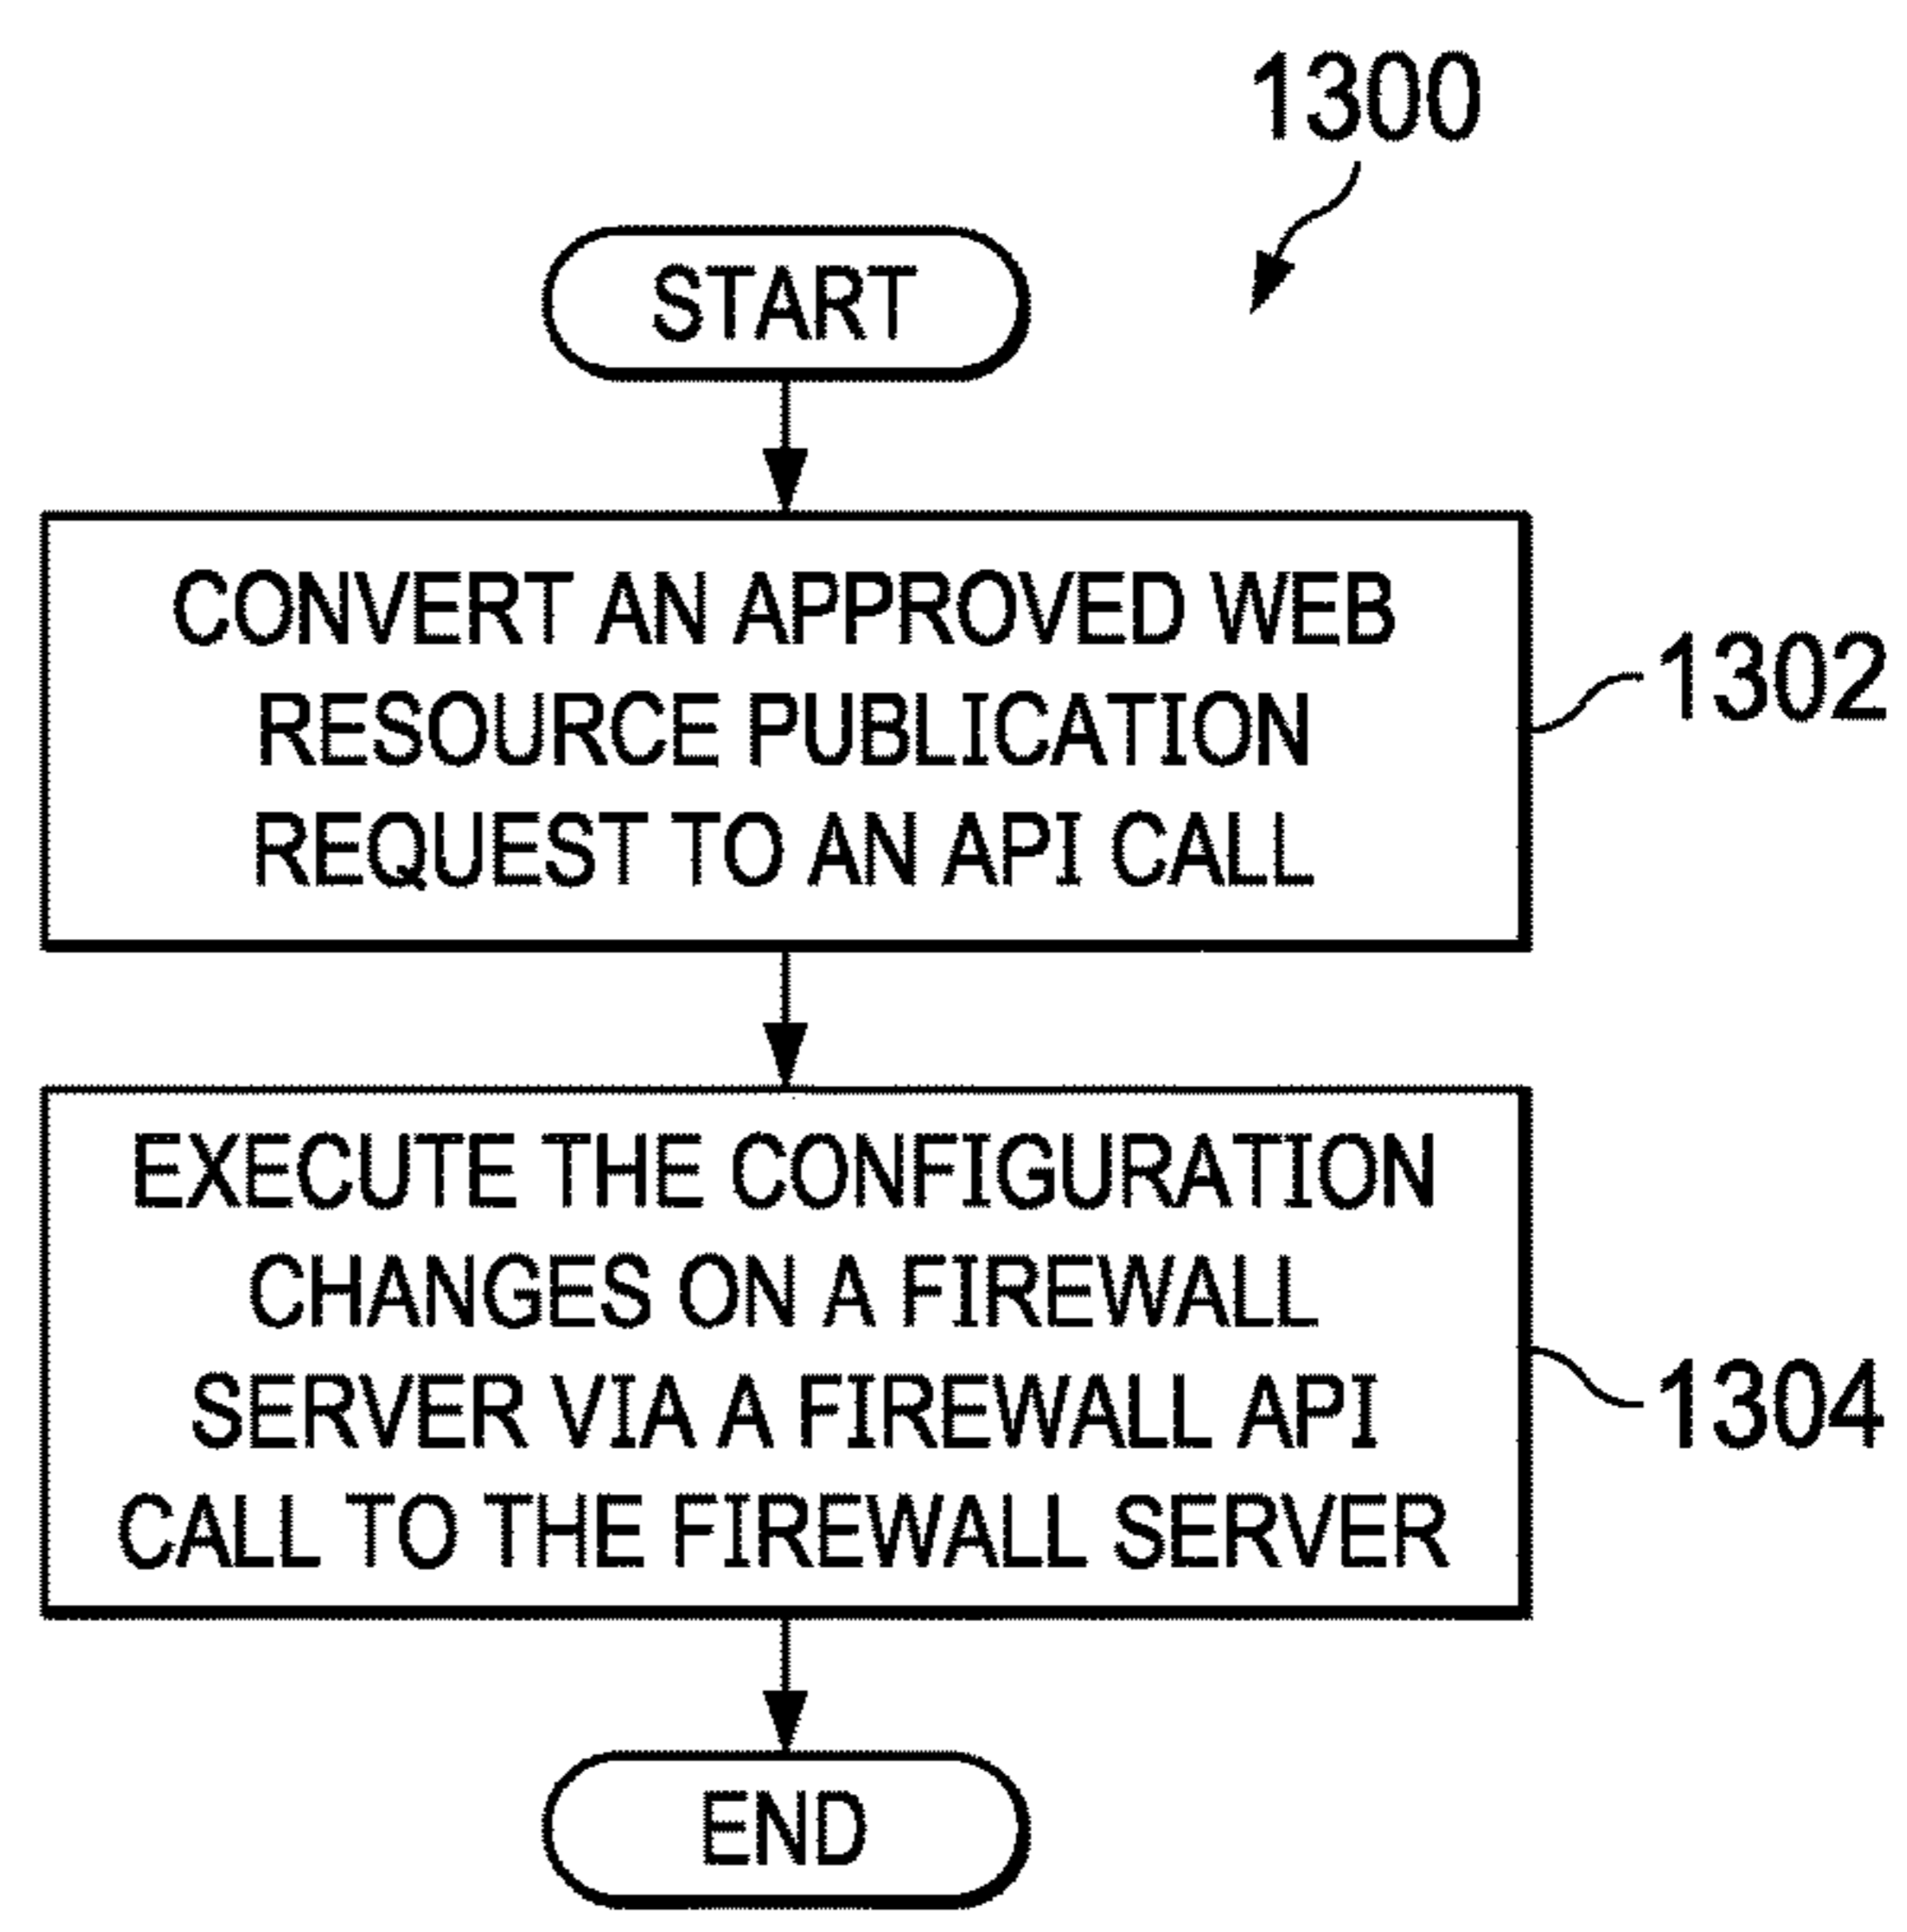 1300
START
CONVERT AN APPROVED WEB
RESOURCE PUBLICATION
REQUEST TO AN API CALL
1302
EXECUTE THE CONFIGURATION
CHANGES ON A FIREWALL
SERVER VIA A FIREWALL API
CALL TO THE FIREWALL SERVER
1304
END